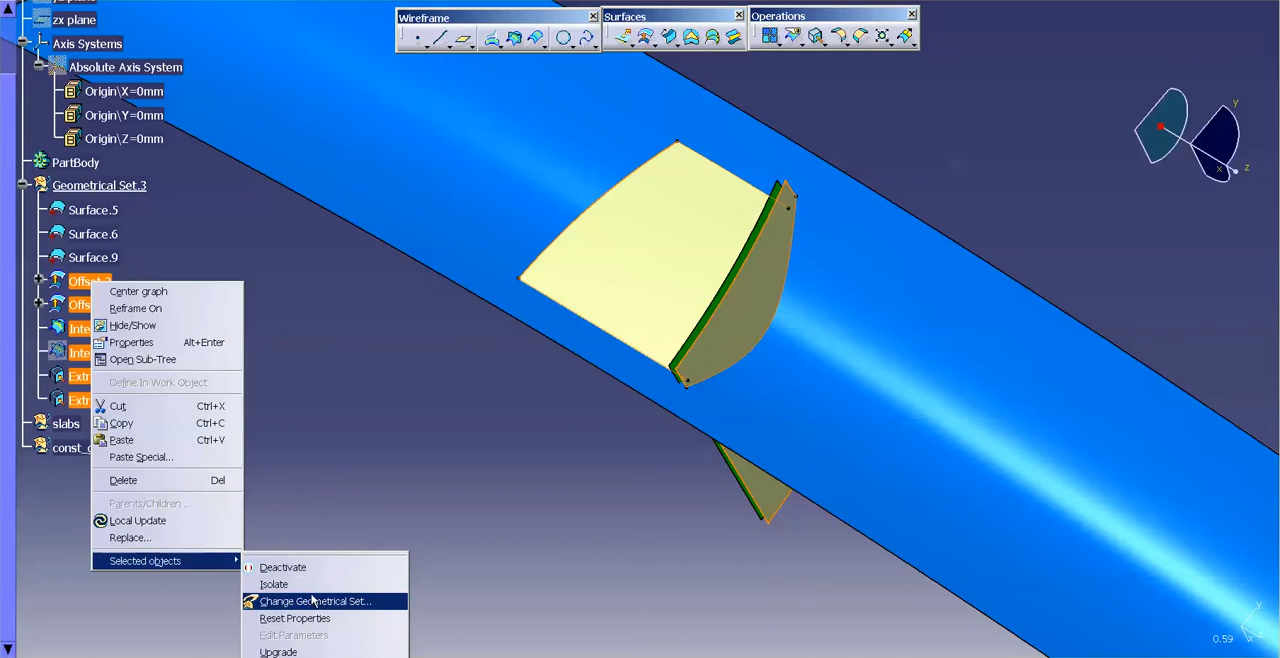 zx plane
Axis Systems
Absolute Axis System
Origin\X=0mm
Origin\Y=0mm
Origin\Z=0mm
PartBody
Geometrical Set.3
Surface.5
Surface.6
Surface.9
slabs
Wireframe
Surfaces
Operations
Center graph
Reframe On
Hide/Show
Properties Alt+Enter
Open Sub-Tree
Define In Work Object
Cut Ctrl+X
Copy Ctrl+C
Paste Ctrl+V
Paste Special...
Delete Del
Parents/Children...
Local Update
Replace...
Selected objects
Deactivate
Isolate
Change Geometrical Set...
Reset Properties
Edit Parameters
Upgrade
y
z
x
0.59